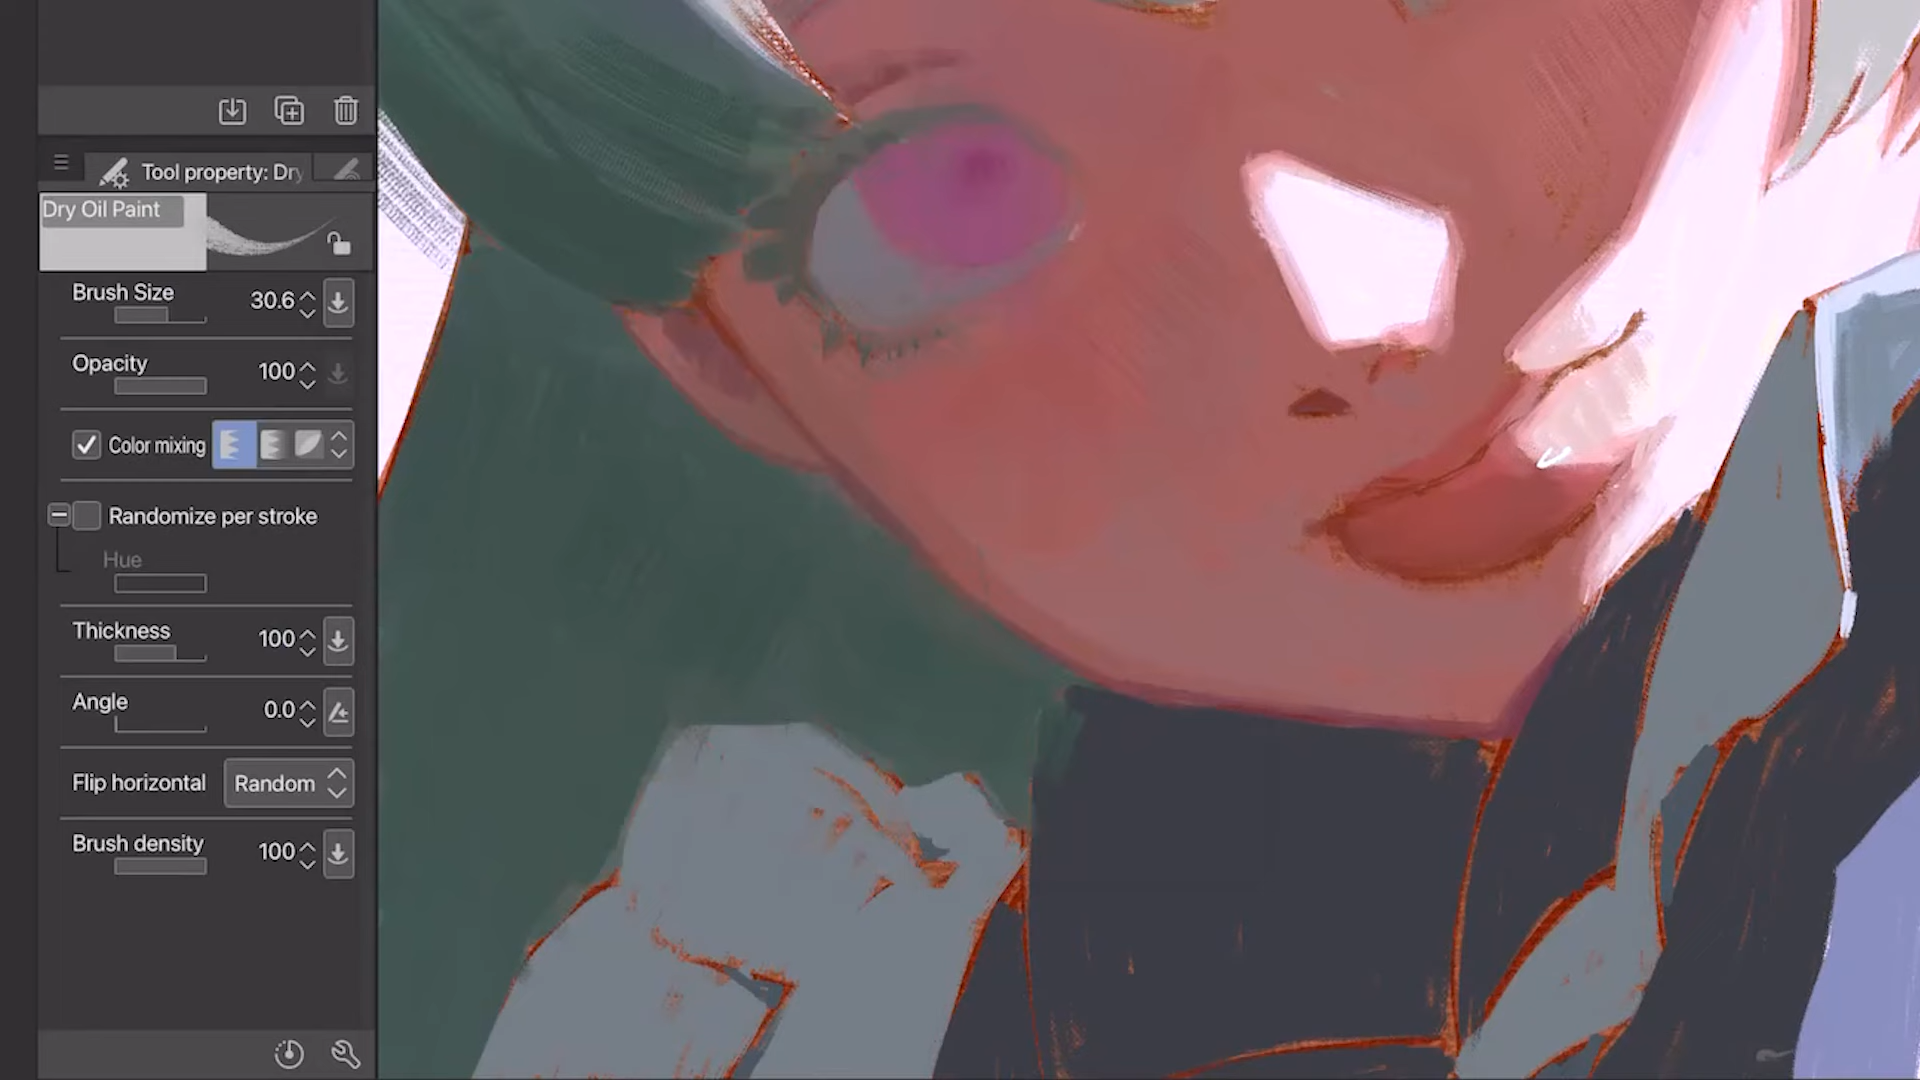 Tool property: Dry
Dry Oil Paint
Brush Size 30.6
Opacity 100
Color mixing
Randomize per stroke
Hue
Thickness 100
Angle 0.0
Flip horizontal Random
Brush density 100